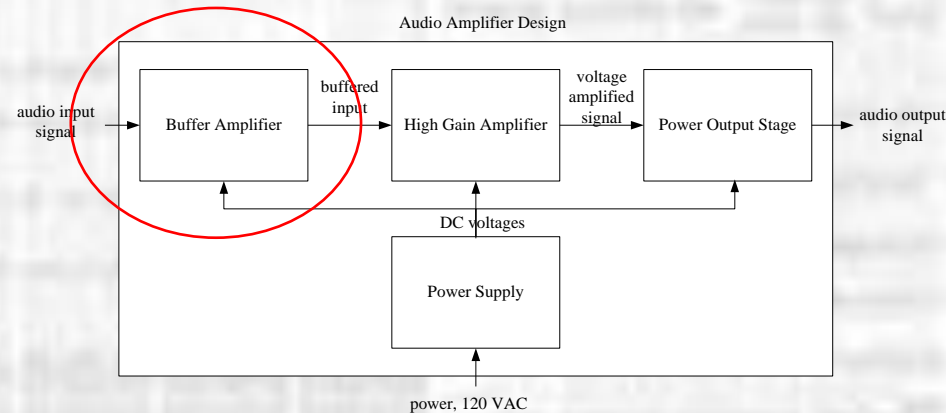 Audio Amplifier Design
audio input
signal
Buffer Amplifier
buffered
input
High Gain Amplifier
voltage
amplified
signal
Power Output Stage
audio output
signal
DC voltages
Power Supply
power, 120 VAC